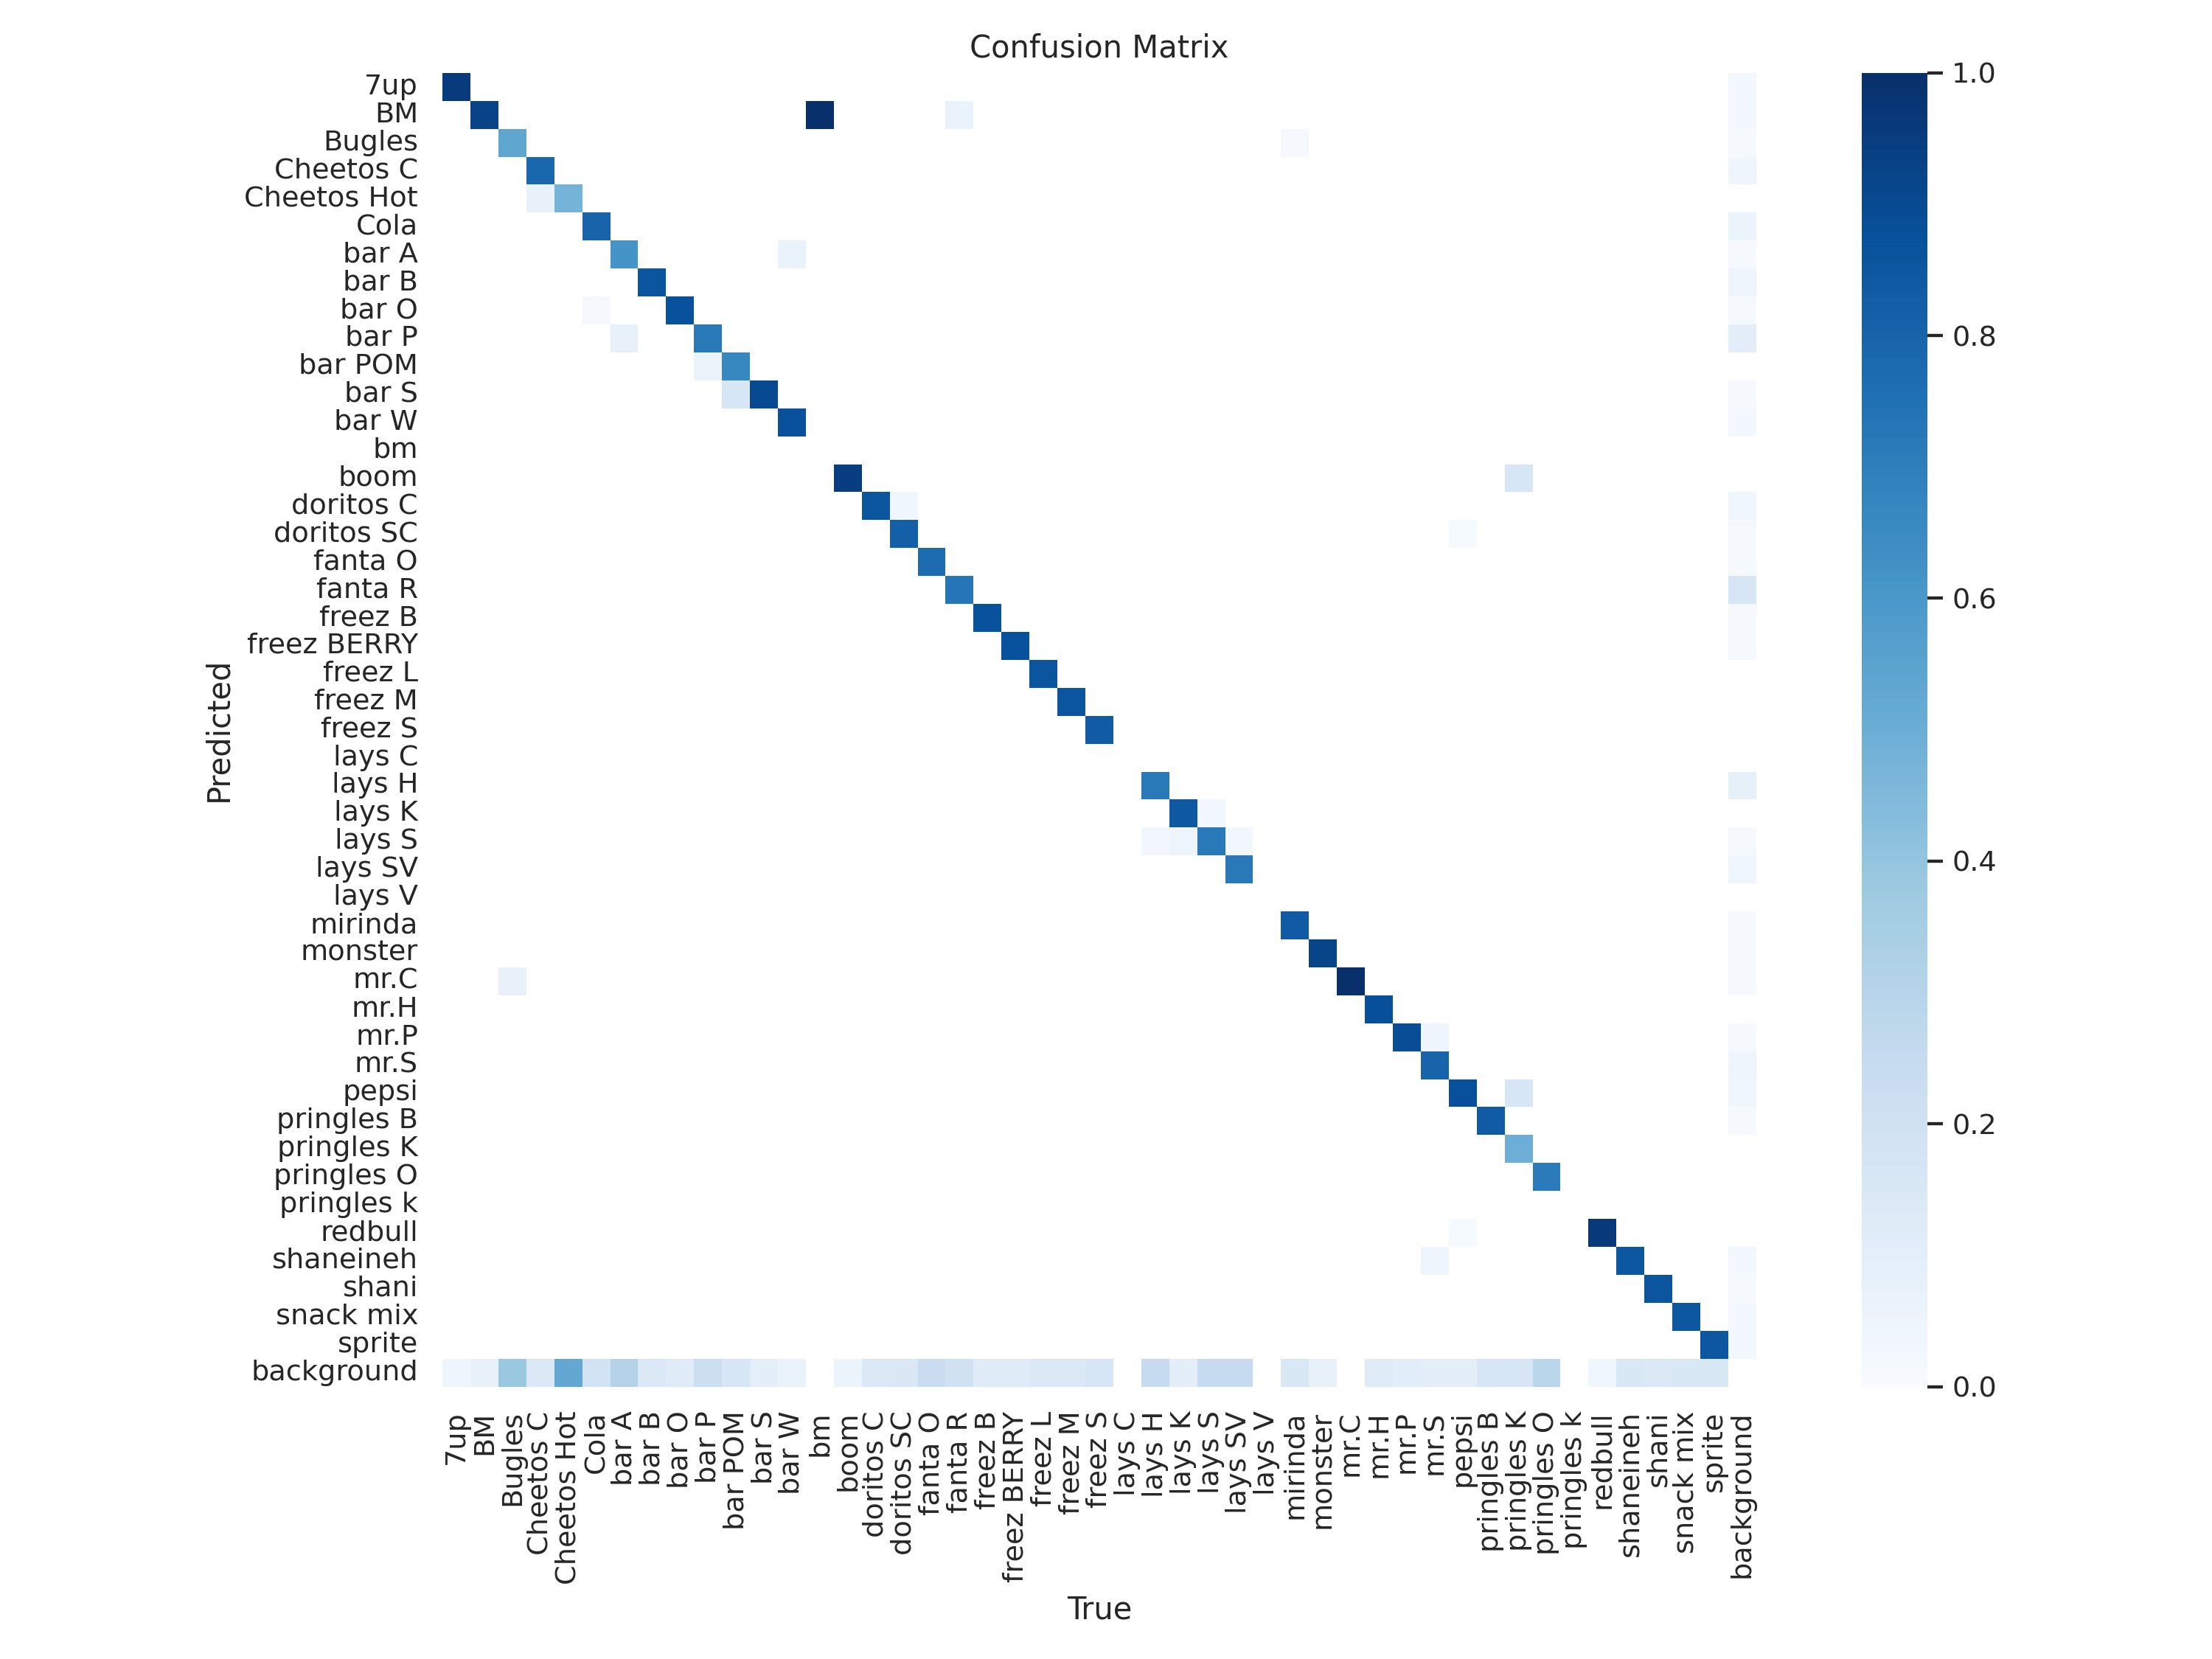 Confusion Matrix
7up
BM
Bugles
Cheetos C
Cheetos Hot
Cola
bar A
bar B
bar O
bar P
bar POM
bar S
bar W
bm
boom
doritos C
doritos SC
fanta O
fanta R
freez B
freez BERRY
freez L
freez M
freez S
lays C
lays H
lays K
lays S
lays SV
lays V
mirinda
monster
mr.C
mr.H
mr.P
mr.S
pepsi
pringles B
pringles K
pringles O
pringles k
redbull
shaneineh
shani
snack mix
sprite
background
Predicted
7up
BM
Bugles
Cheetos C
Cheetos Hot
Cola
bar A
bar B
bar O
bar P
bar POM
bar S
bar W
bm
boom
doritos C
doritos SC
fanta O
fanta R
freez B
freez BERRY
freez L
freez M
freez S
lays C
lays H
lays K
lays S
lays SV
lays V
mirinda
monster
mr.C
mr.H
mr.P
mr.S
pepsi
pringles B
pringles K
pringles O
pringles k
redbull
shaneineh
shani
snack mix
sprite
background
True
1.0
0.8
0.6
0.4
0.2
0.0